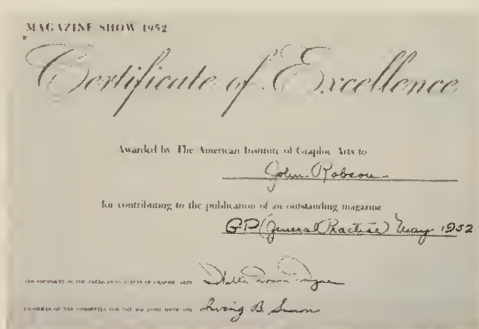 MAGAZINE SHOW 1952
Certificate of Excellence
Awarded by The American Institute of Graphic Arts to
John Robson
for contributing to the publication of an outstanding magazine
GP (General Practice) May 1952
Irving B. Simon